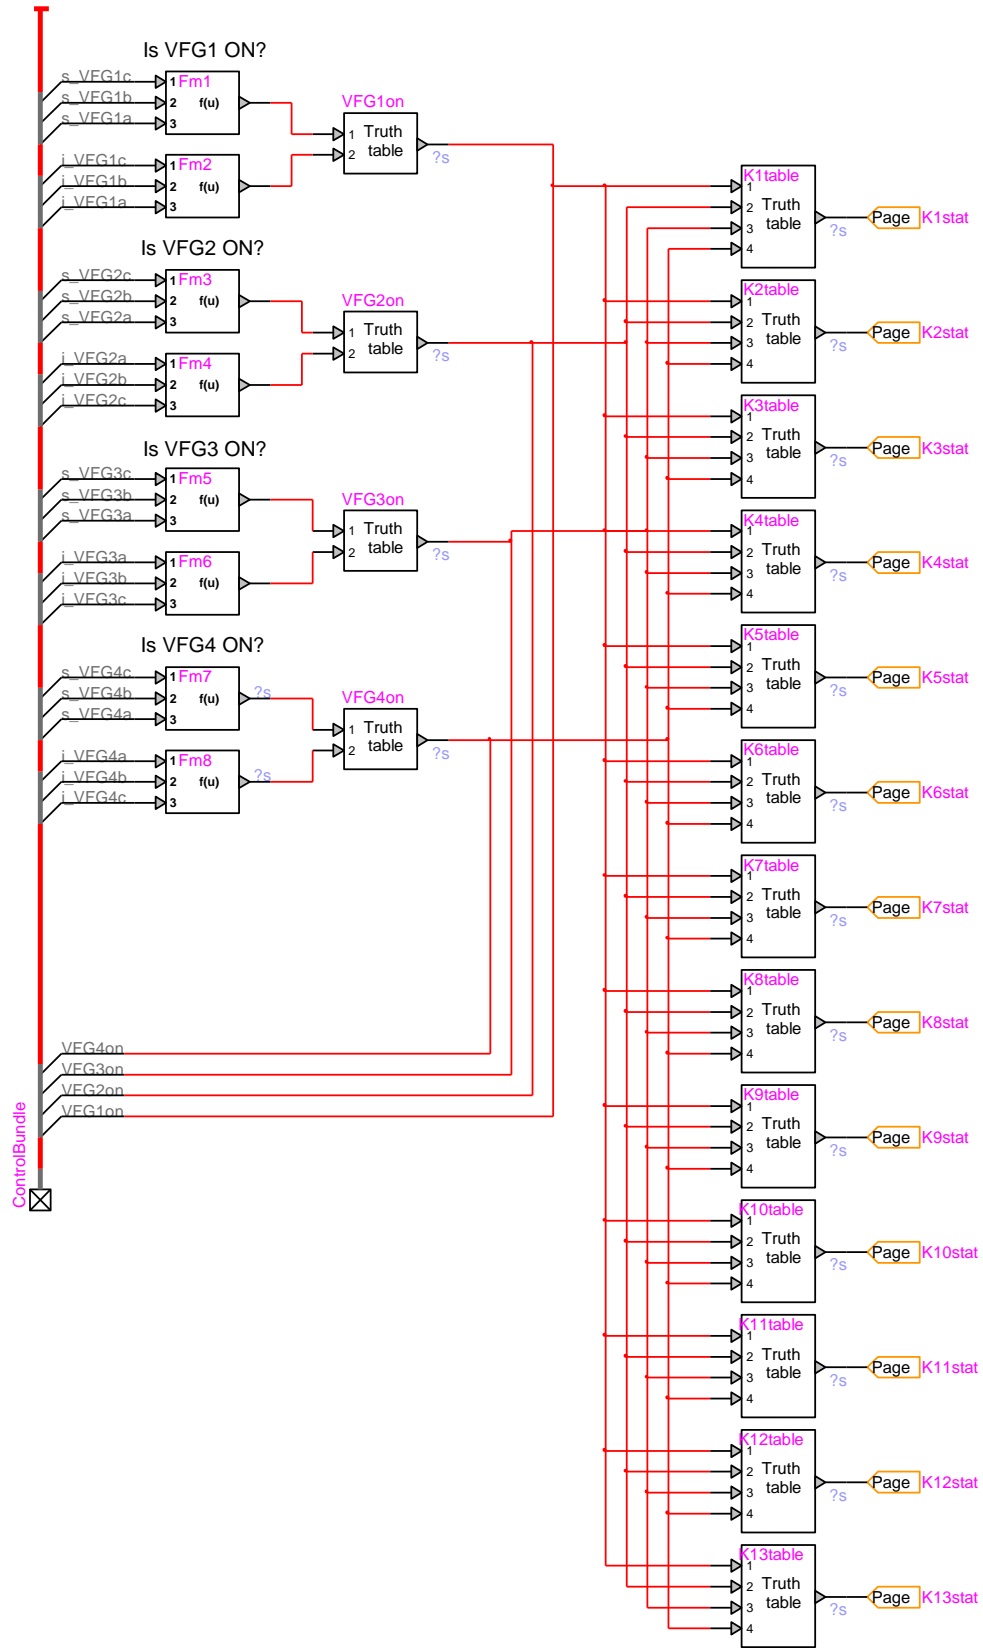 Is VFG1 ON?
s_VFG1c 1 Fm1
s_VFG1b 2 f(u)
s_VFG1a 3
VFG1on
1 Truth
2 table
?s
i_VFG1c 1 Fm2
i_VFG1b 2 f(u)
i_VFG1a 3
Is VFG2 ON?
s_VFG2c 1 Fm3
s_VFG2b 2 f(u)
s_VFG2a 3
VFG2on
1 Truth
2 table
?s
i_VFG2a 1 Fm4
i_VFG2b 2 f(u)
i_VFG2c 3
Is VFG3 ON?
s_VFG3c 1 Fm5
s_VFG3b 2 f(u)
s_VFG3a 3
VFG3on
1 Truth
2 table
?s
i_VFG3a 1 Fm6
i_VFG3b 2 f(u)
i_VFG3c 3
Is VFG4 ON?
s_VFG4c 1 Fm7
s_VFG4b 2 f(u) ?s
s_VFG4a 3
VFG4on
1 Truth
2 table
?s
i_VFG4a 1 Fm8
i_VFG4b 2 f(u) ?s
i_VFG4c 3
VFG4on
VFG3on
VFG2on
VFG1on
ControlBundle
K1table
1
2 Truth
3 table
4
?s
Page K1stat
K2table
1
2 Truth
3 table
4
?s
Page K2stat
K3table
1
2 Truth
3 table
4
?s
Page K3stat
K4table
1
2 Truth
3 table
4
?s
Page K4stat
K5table
1
2 Truth
3 table
4
?s
Page K5stat
K6table
1
2 Truth
3 table
4
?s
Page K6stat
K7table
1
2 Truth
3 table
4
?s
Page K7stat
K8table
1
2 Truth
3 table
4
?s
Page K8stat
K9table
1
2 Truth
3 table
4
?s
Page K9stat
K10table
1
2 Truth
3 table
4
?s
Page K10stat
K11table
1
2 Truth
3 table
4
?s
Page K11stat
K12table
1
2 Truth
3 table
4
?s
Page K12stat
K13table
1
2 Truth
3 table
4
?s
Page K13stat